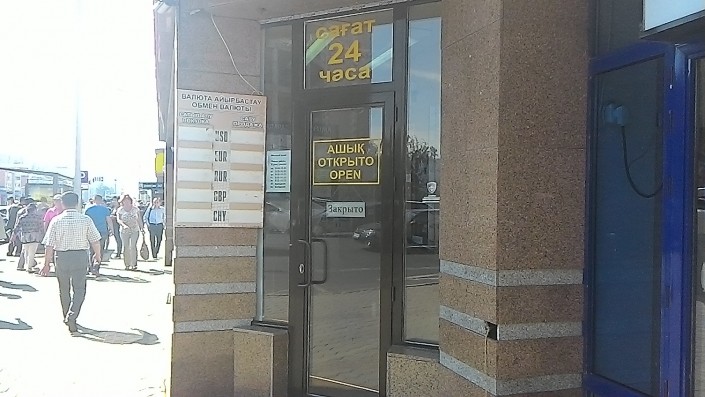 сағат
24
часа
ВАЛЮТА АЙЫРБАСТАУ
ОБМЕН ВАЛЮТЫ
USD
EUR
RUR
GBP
CNY
АШЫҚ
ОТКРЫТО
OPEN
Закрыто